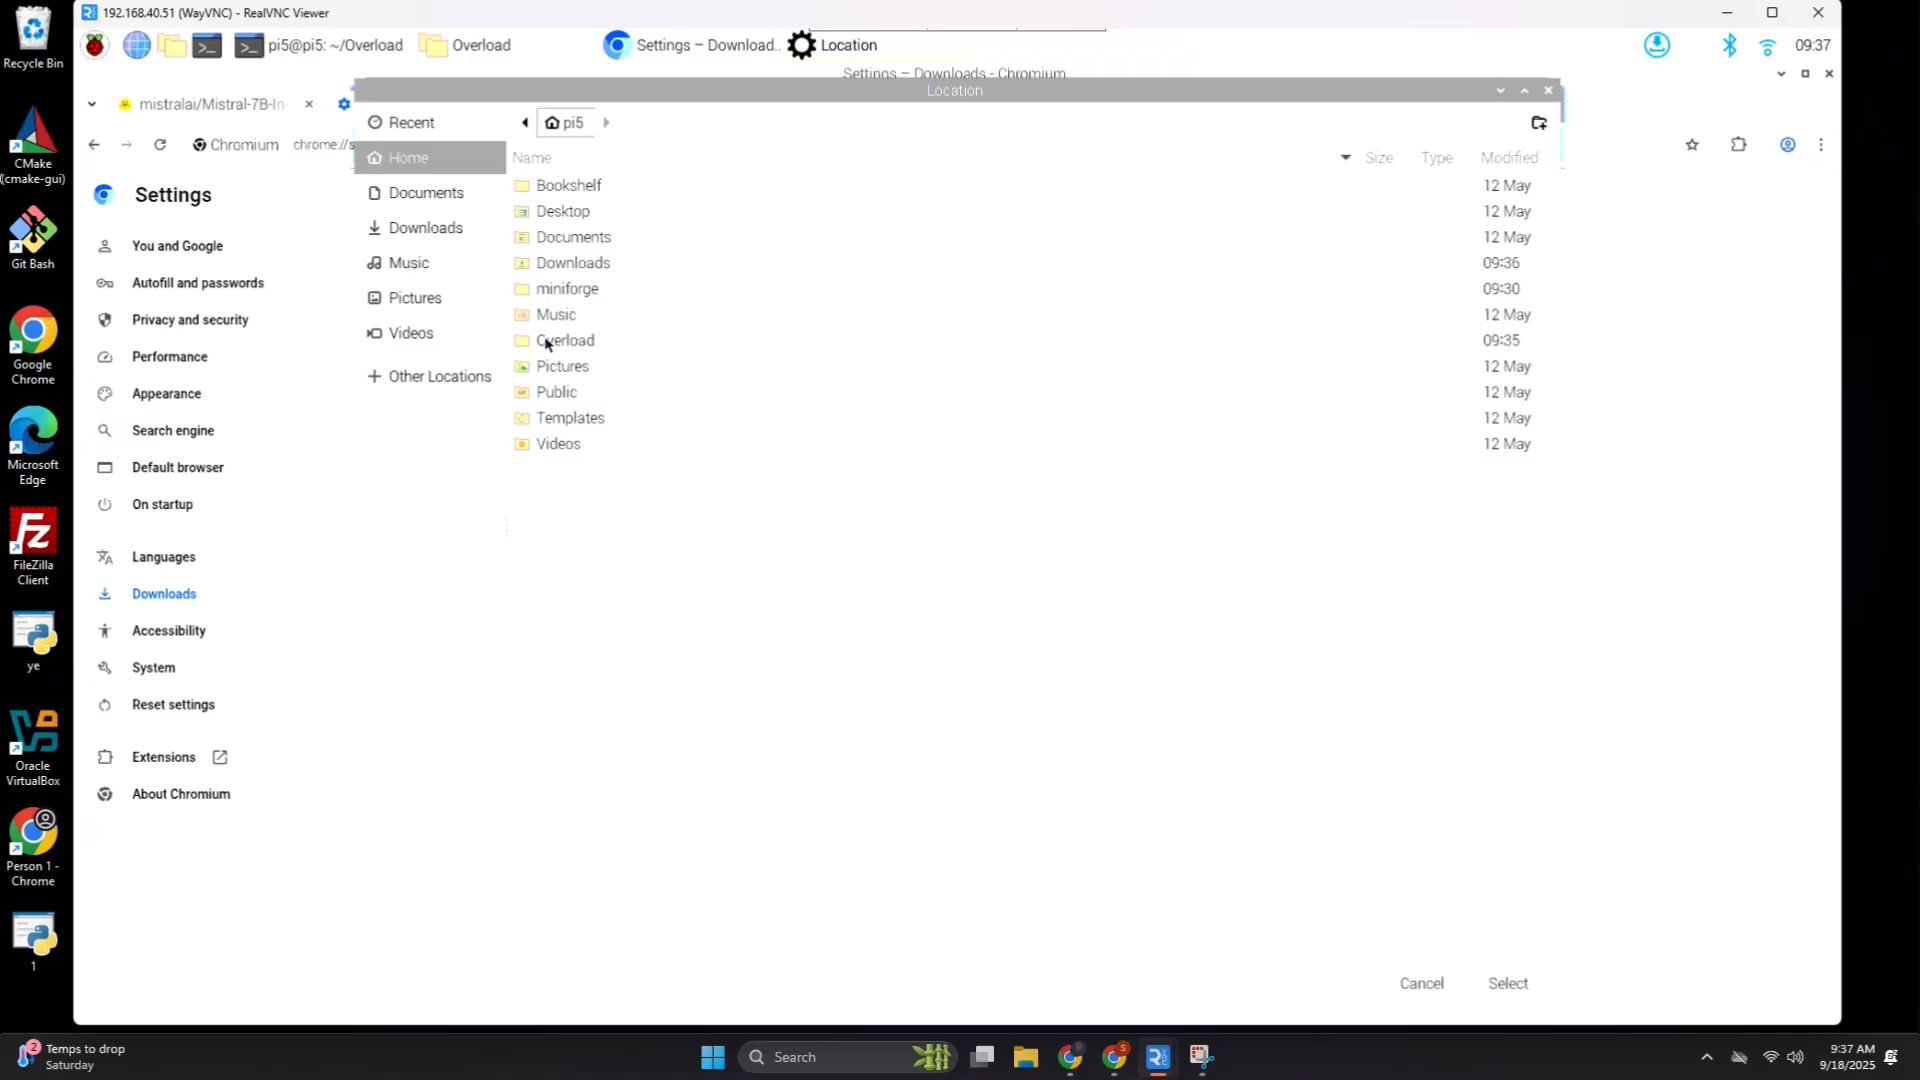 192.168.40.51 (WayVNC) - RealVNC Viewer
pi5@pi5: ~/Overload
Overload
Settings – Download..
Location
09:37
Settings – Downloads - Chromium
Location
mistralai/Mistral-7B-In
Chromium
chrome://s
Recent
pi5
Home
Name
Size
Type
Modified
Documents
Downloads
Music
Pictures
Videos
Other Locations
Bookshelf
12 May
Desktop
12 May
Documents
12 May
Downloads
09:36
miniforge
09:30
Music
12 May
Overload
09:35
Pictures
12 May
Public
12 May
Templates
12 May
Videos
12 May
Settings
You and Google
Autofill and passwords
Privacy and security
Performance
Appearance
Search engine
Default browser
On startup
Languages
Downloads
Accessibility
System
Reset settings
Extensions
About Chromium
Cancel
Select
Recycle Bin
CMake
(cmake-gui)
Git Bash
Google
Chrome
Microsoft
Edge
FileZilla
Client
ye
Oracle
VirtualBox
Person 1 -
Chrome
1
2
Temps to drop
Saturday
Search
S
9:37 AM
9/18/2025